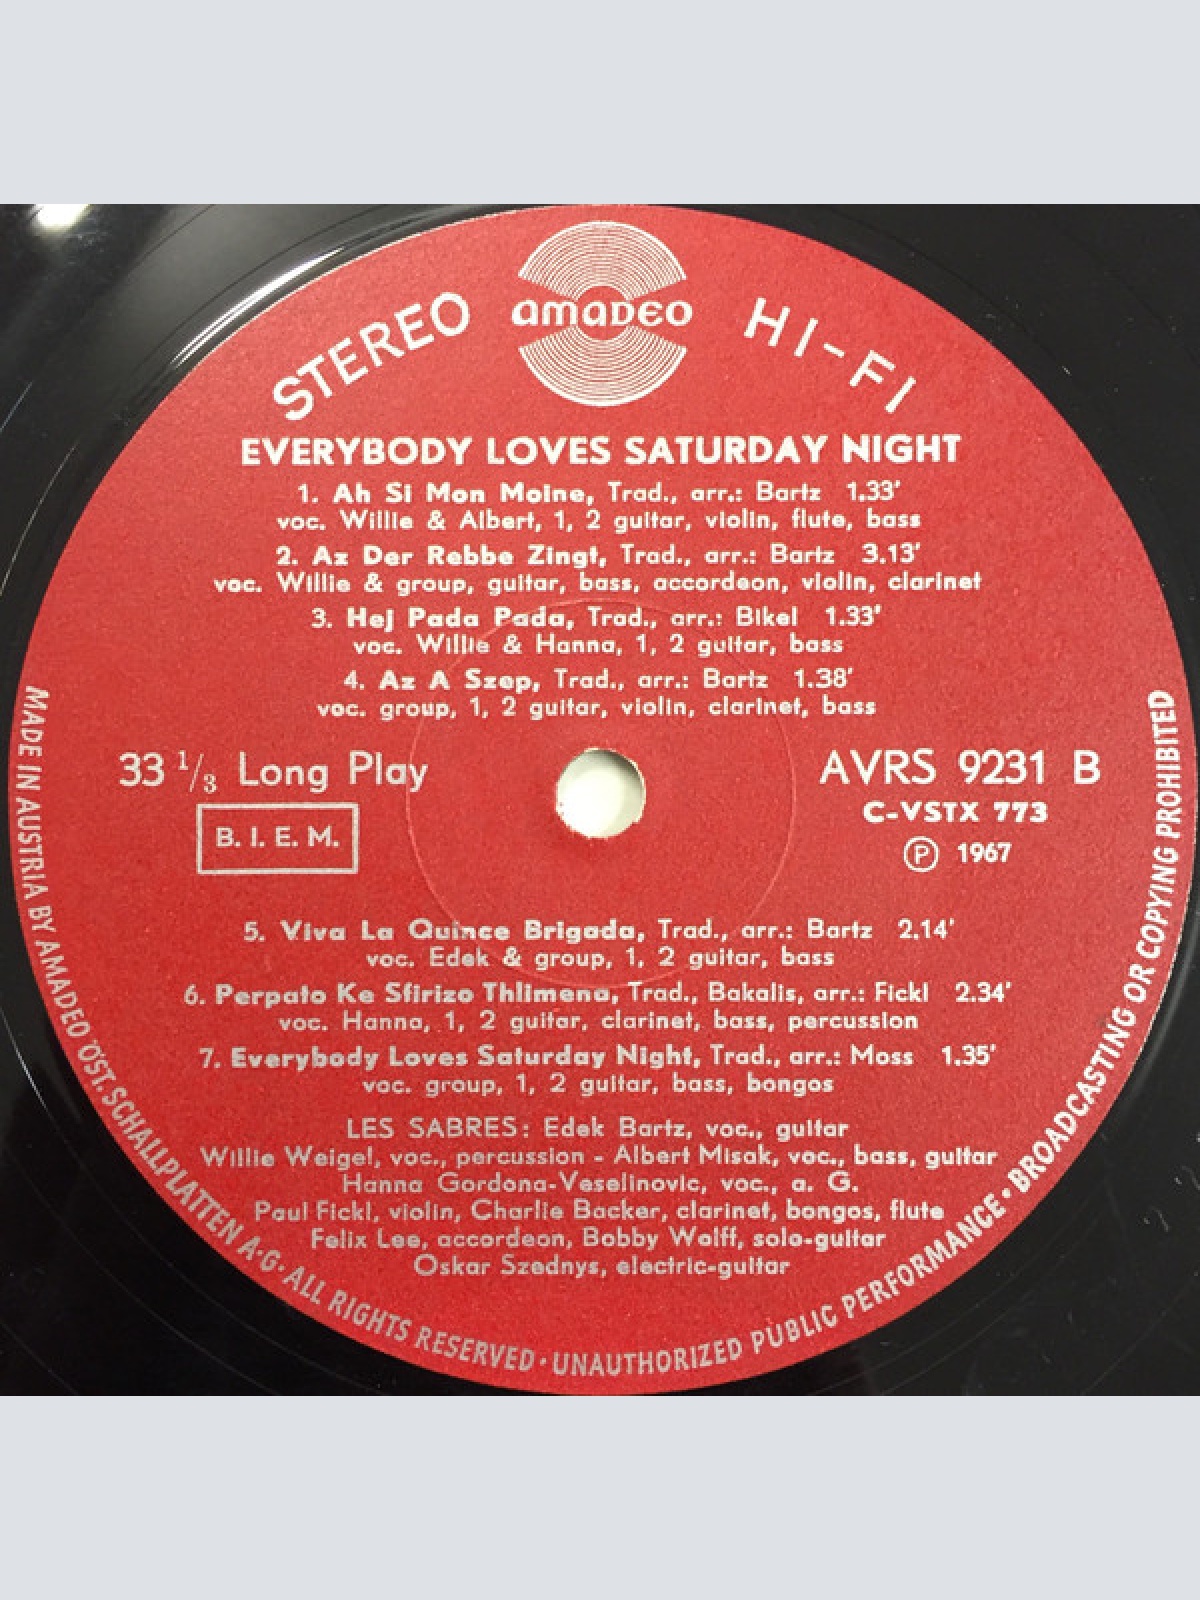 STEREO
AMADEO
HI-FI
EVERYBODY LOVES SATURDAY NIGHT
1. Ah Si Mon Moine, Trad., arr.: Bartz 1.33'
voc. Willie & Albert, 1, 2 guitar, violin, flute, bass
2. Az Der Rebbe Zingt, Trad., arr.: Bartz 3.13'
voc. Willie & group, guitar, bass, accordeon, violin, clarinet
3. Hej Pada Pada, Trad., arr.: Bikel 1.33'
voc. Willie & Hanna, 1, 2 guitar, bass
4. Az A Szep, Trad., arr.: Bartz 1.38'
voc. group, 1, 2 guitar, violin, clarinet, bass
33 1/3 Long Play
B. I. E. M.
AVRS 9231 B
C-VSTX 773
Ⓟ 1967
5. Viva La Quince Brigada, Trad., arr.: Bartz 2.14'
voc. Edek & group, 1, 2 guitar, bass
6. Perpato Ke Sfirizo Thlimena, Trad., Bakalis, arr.: Fickl 2.34'
voc. Hanna, 1, 2 guitar, clarinet, bass, percussion
7. Everybody Loves Saturday Night, Trad., arr.: Moss 1.35'
voc. group, 1, 2 guitar, bass, bongos
LES SABRES: Edek Bartz, voc., guitar
Willie Weigel, voc., percussion - Albert Misak, voc., bass, guitar
Hanna Gordona-Veselinovic, voc., a. G.
Paul Fickl, violin, Charlie Backer, clarinet, bongos, flute
Felix Lee, accordeon, Bobby Wolff, solo-guitar
Oskar Szednys, electric-guitar
MADE IN AUSTRIA BY AMADEO ÖST. SCHALLPLATTEN A·G· ALL RIGHTS RESERVED · UNAUTHORIZED PUBLIC PERFORMANCE · BROADCASTING OR COPYING PROHIBITED